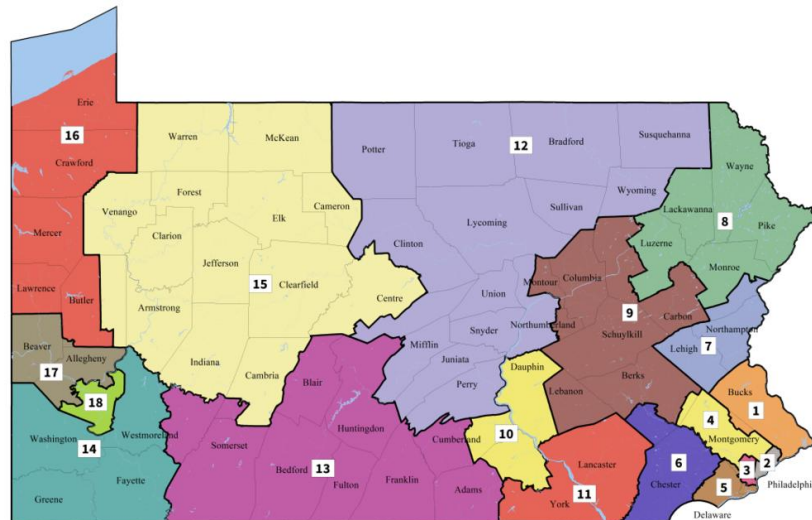 Erie
16
Crawford
Mercer
Lawrence
Butler
Warren
McKean
Forest
Venango
Elk
Cameron
Clarion
Jefferson
Clearfield
15
Centre
Armstrong
Indiana
Cambria
Potter
Tioga
12
Bradford
Susquehanna
Wyoming
Sullivan
Lycoming
Clinton
Union
Snyder
Northumberland
Mifflin
Juniata
Perry
Wayne
Lackawanna
8
Pike
Luzerne
Monroe
Montour
Columbia
9
Carbon
Schuylkill
Lebanon
Berks
Northampton
Lehigh
7
Beaver
Allegheny
17
18
Washington
14
Westmoreland
Greene
Fayette
Blair
Huntingdon
Somerset
Bedford
13
Fulton
Franklin
Cumberland
Adams
Dauphin
10
Lancaster
11
York
6
Chester
4
Montgomery
Bucks
1
2
3
5
Philadelphi
Delaware